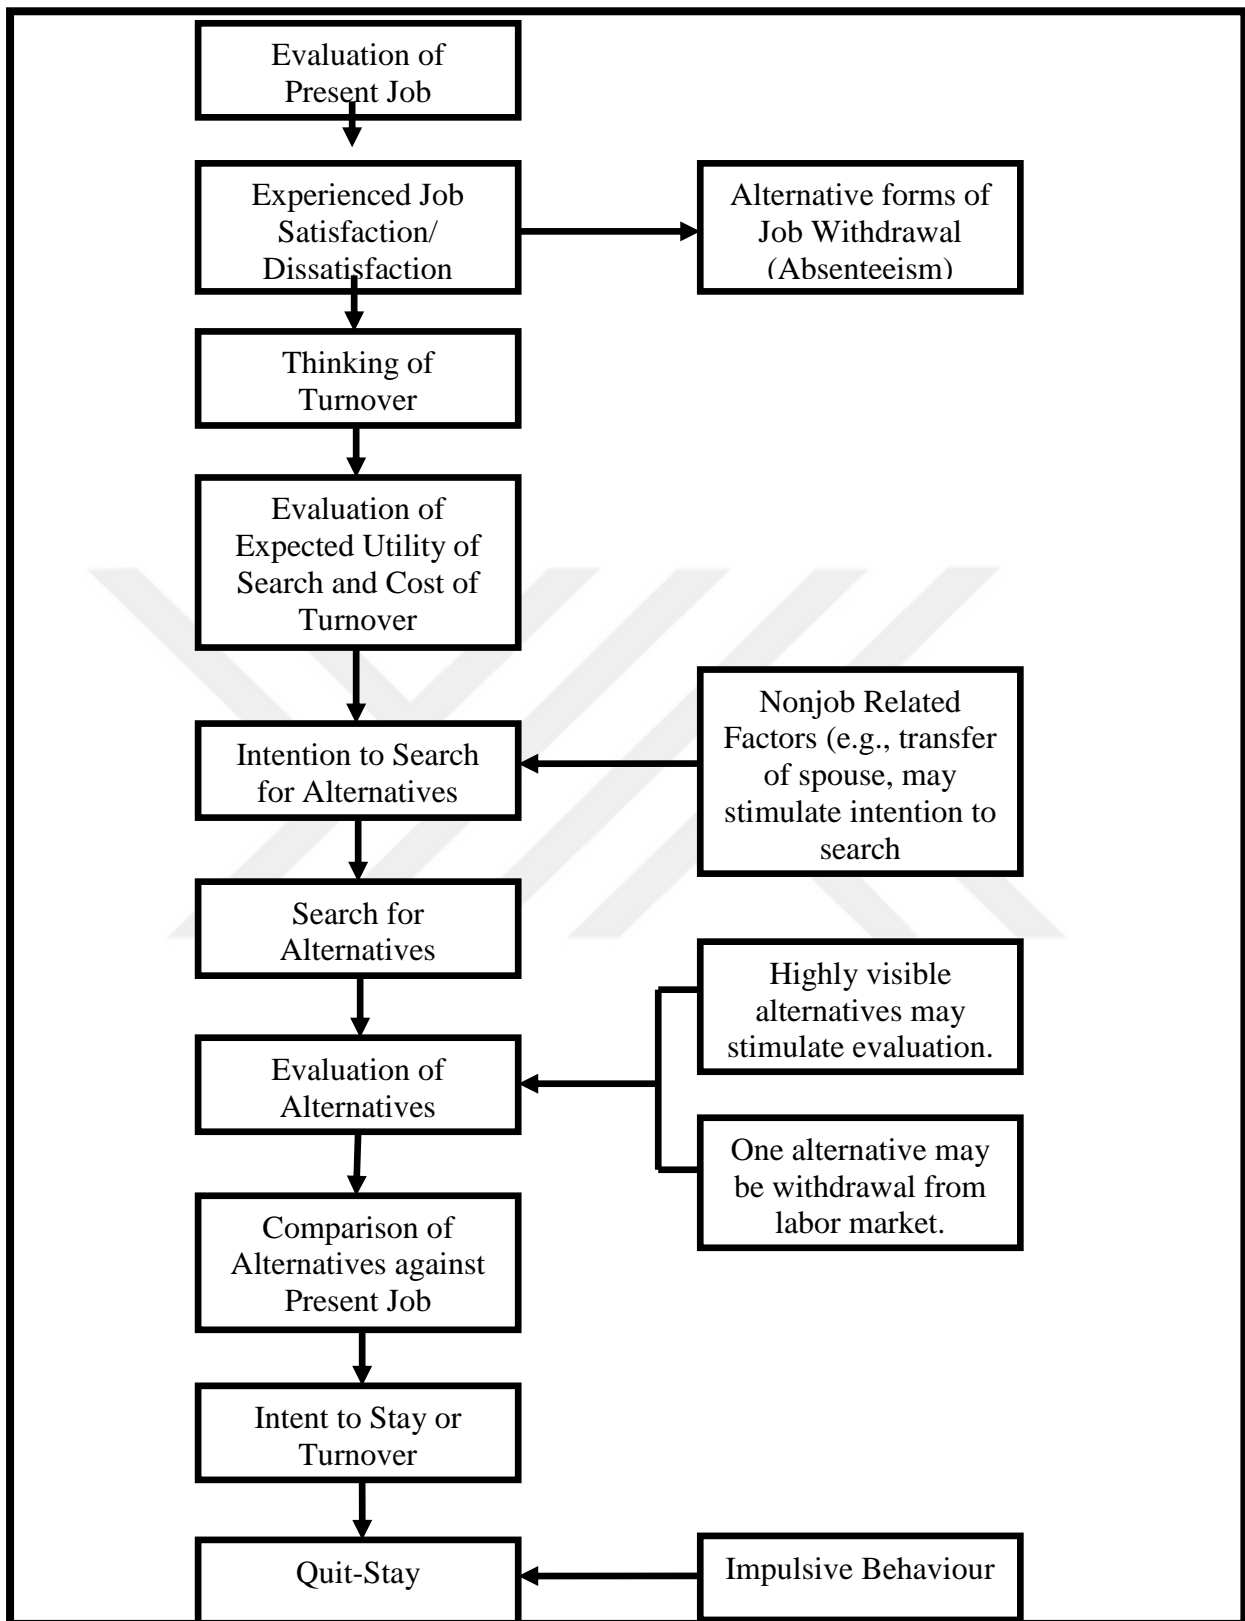 Evaluation of
Present Job
Experienced Job
Satisfaction/
Dissatisfaction
Alternative forms of
Job Withdrawal
(Absenteeism)
Thinking of
Turnover
Evaluation of
Expected Utility of
Search and Cost of
Turnover
Nonjob Related
Factors (e.g., transfer
of spouse, may
stimulate intention to
search
Intention to Search
for Alternatives
Search for
Alternatives
Highly visible
alternatives may
stimulate evaluation.
Evaluation of
Alternatives
One alternative may
be withdrawal from
labor market.
Comparison of
Alternatives against
Present Job
Intent to Stay or
Turnover
Quit-Stay
Impulsive Behaviour